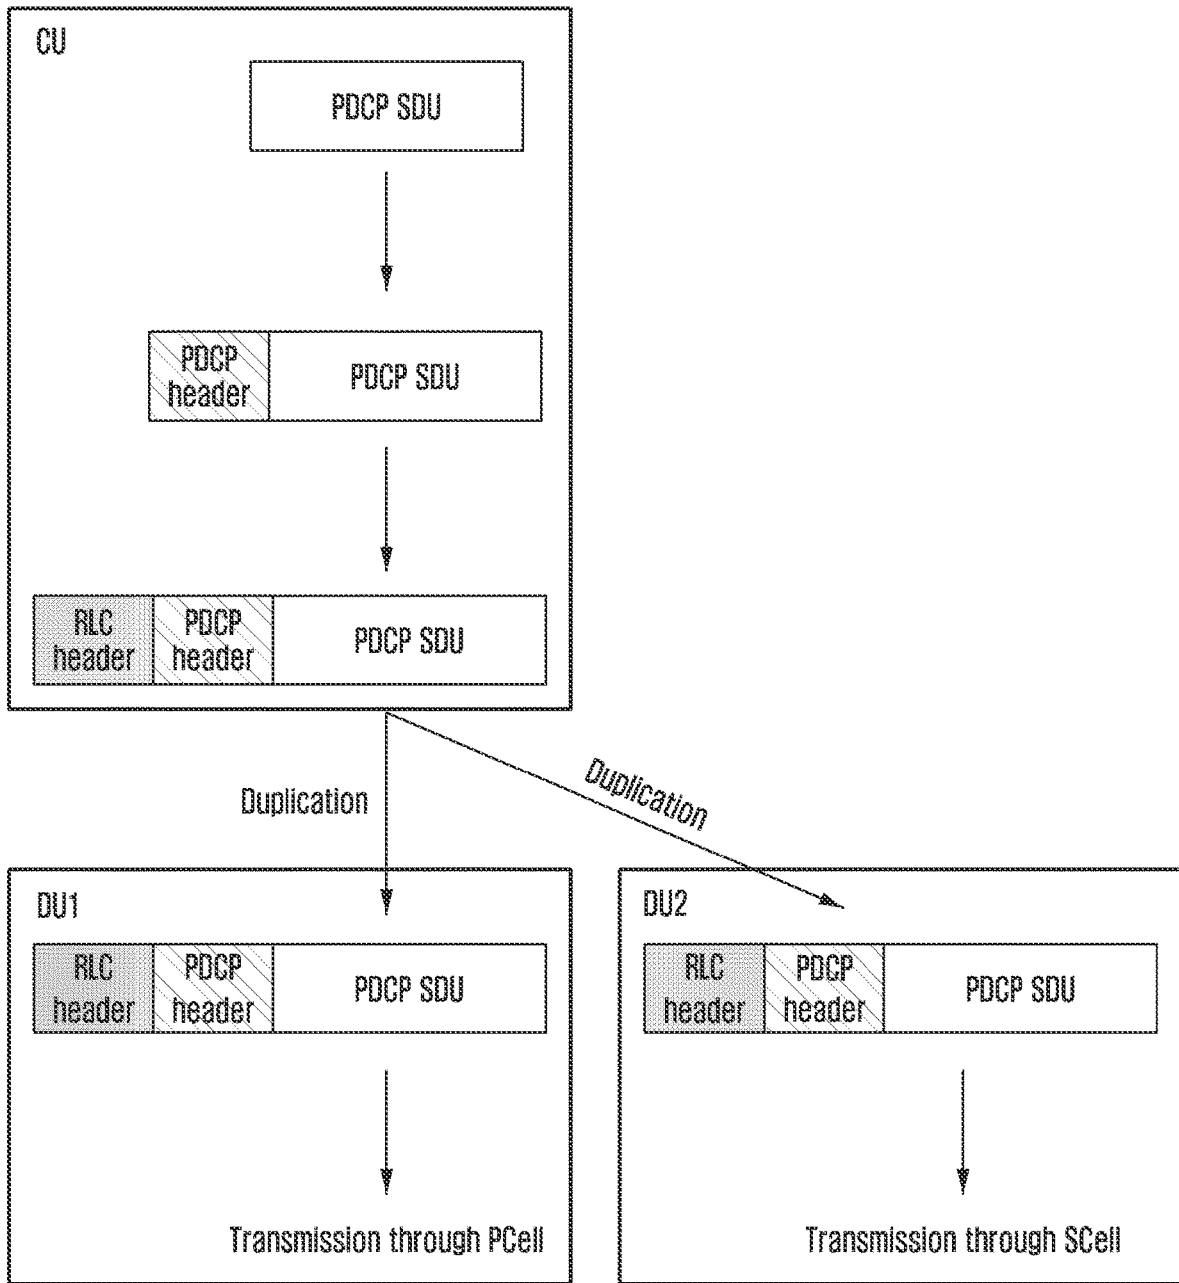 CU
PDCP SDU
PDCP
header
PDCP SDU
RLC
header
PDCP
header
PDCP SDU
Duplication
Duplication
DU1
RLC
header
PDCP
header
PDCP SDU
Transmission through PCell
DU2
RLC
header
PDCP
header
PDCP SDU
Transmission through SCell